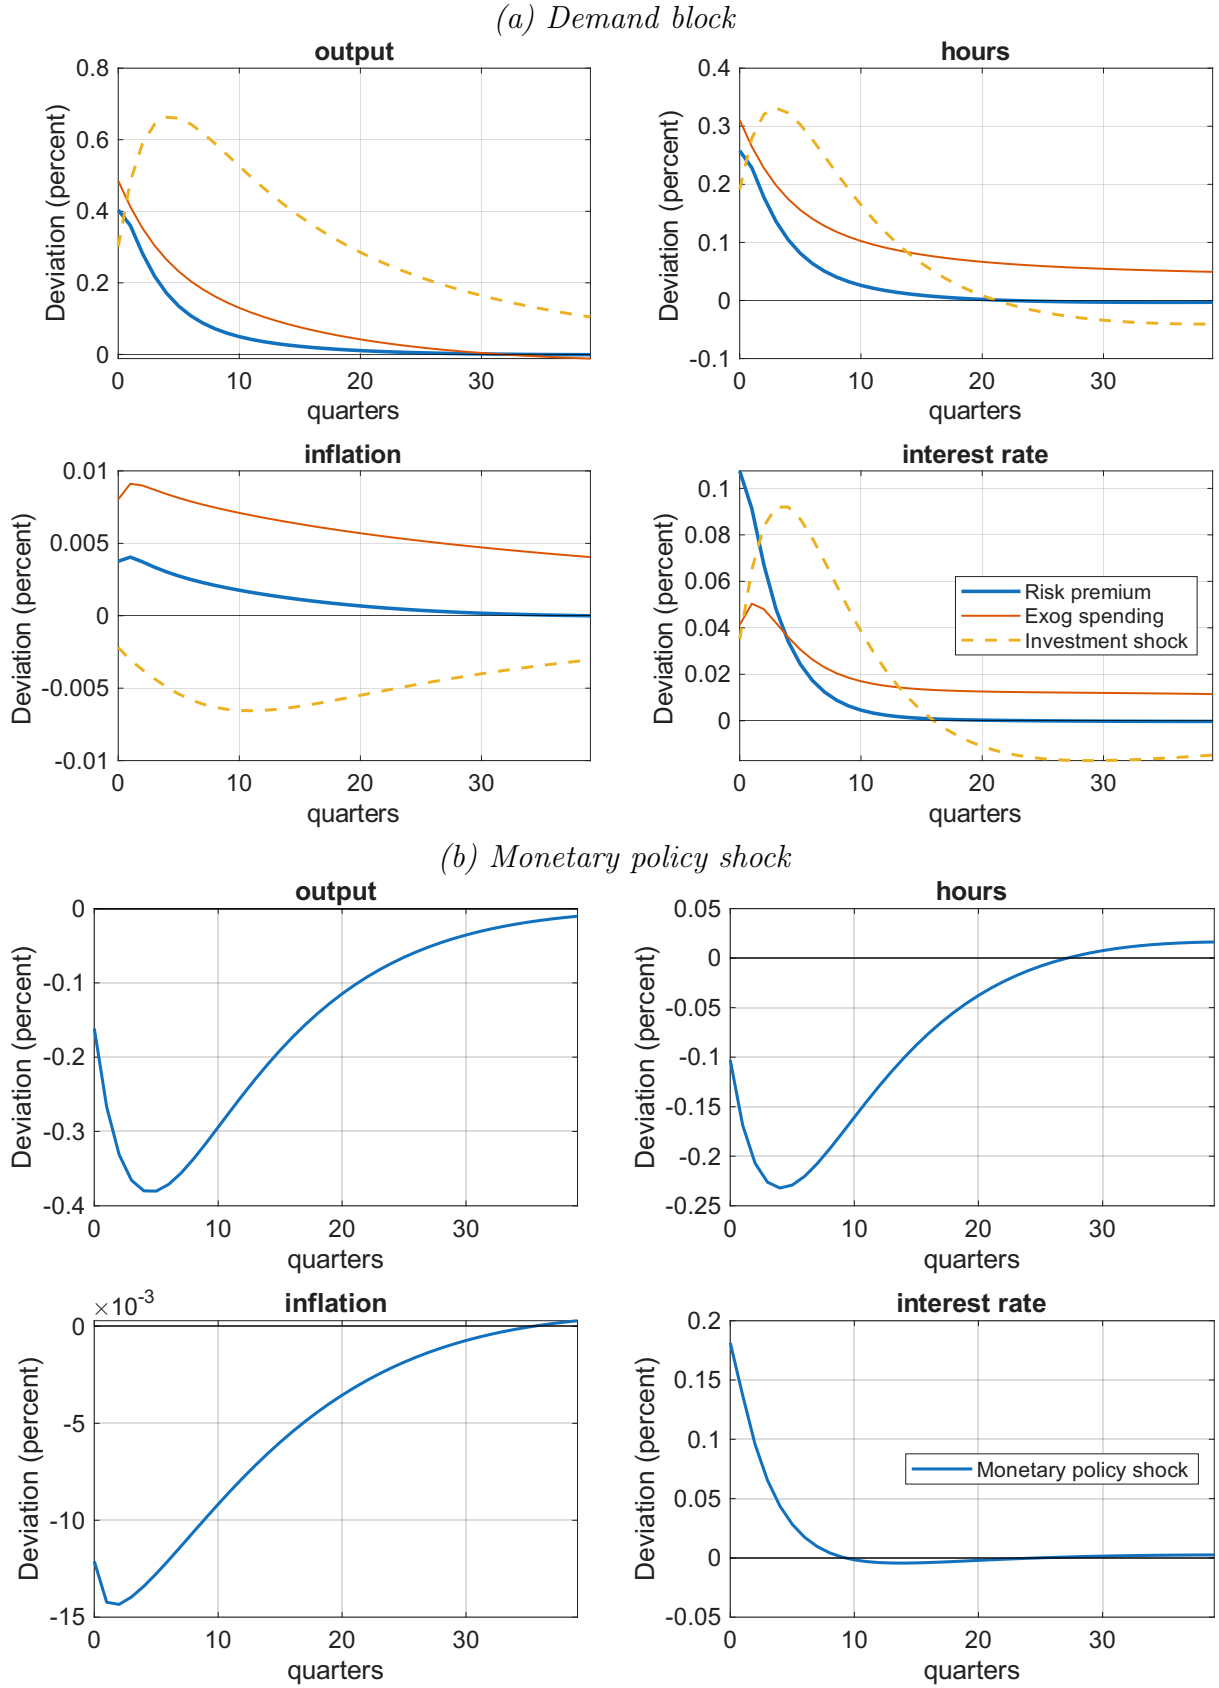 (a) Demand block
output
hours
Deviation (percent)
0.8
0.6
0.4
0.2
0
0 10 20 30
quarters
Deviation (percent)
0.4
0.3
0.2
0.1
0
-0.1
0 10 20 30
quarters
inflation
interest rate
Deviation (percent)
0.01
0.005
0
-0.005
-0.01
0 10 20 30
quarters
Deviation (percent)
0.1
0.08
0.06
0.04
0.02
0
Risk premium
Exog spending
Investment shock
0 10 20 30
quarters
(b) Monetary policy shock
output
hours
Deviation (percent)
0
-0.1
-0.2
-0.3
-0.4
0 10 20 30
quarters
Deviation (percent)
0.05
0
-0.05
-0.1
-0.15
-0.2
-0.25
0 10 20 30
quarters
×10⁻³
inflation
interest rate
Deviation (percent)
0
-5
-10
-15
0 10 20 30
quarters
Deviation (percent)
0.2
0.15
0.1
0.05
0
-0.05
Monetary policy shock
0 10 20 30
quarters